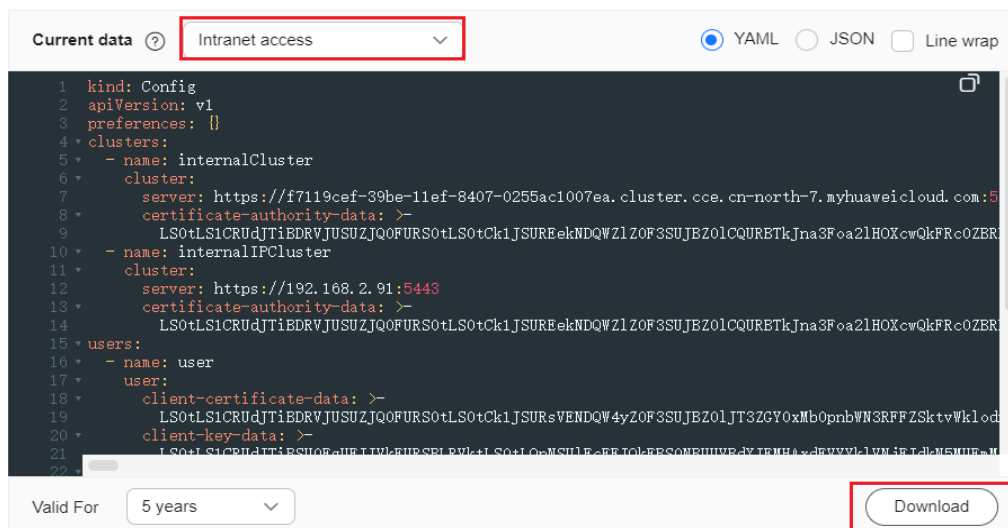 Current data ? Intranet access YAML JSON Line wrap
1 kind: Config
2 apiVersion: v1
3 preferences: {}
4 clusters:
5 - name: internalCluster
6 cluster:
7 server: https://f7119cef-39be-11ef-8407-0255ac1007ea.cluster.cce.cn-north-7.myhuaweicloud.com:5
8 certificate-authority-data: >-
9
10 - name: internalIPCluster
11 cluster:
12 server: https://192.168.2.91:5443
13 certificate-authority-data: >-
14
15 users:
16 - name: user
17 user:
18 client-certificate-data: >-
19
20 client-key-data: >-
21
22
Valid For 5 years Download